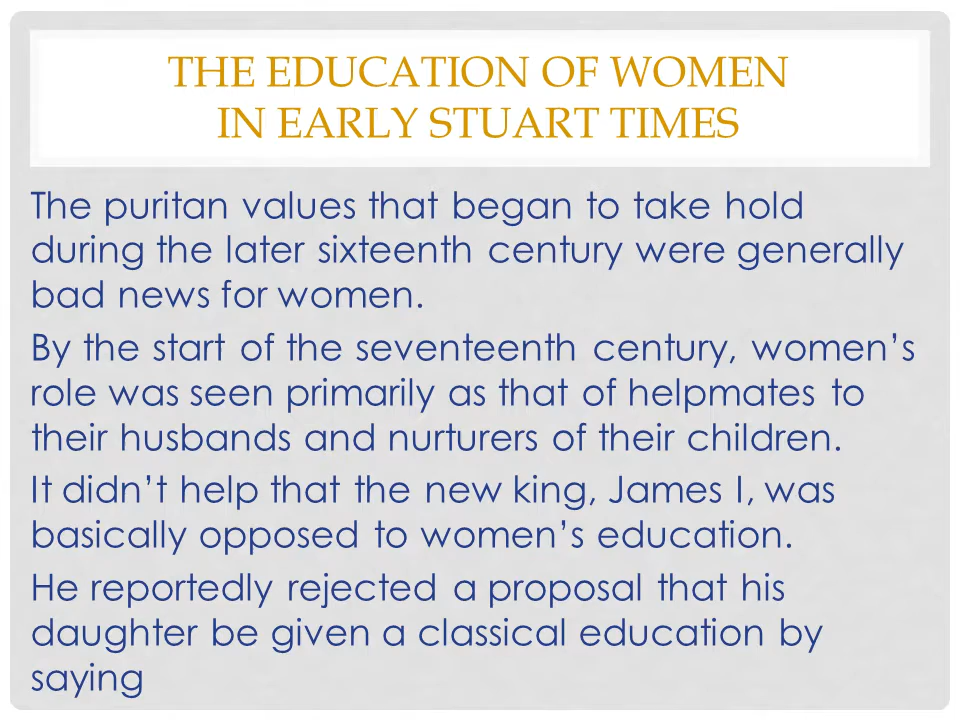 THE EDUCATION OF WOMEN
IN EARLY STUART TIMES
The puritan values that began to take hold
during the later sixteenth century were generally
bad news for women.
By the start of the seventeenth century, women’s
role was seen primarily as that of helpmates to
their husbands and nurturers of their children.
It didn’t help that the new king, James I, was
basically opposed to women’s education.
He reportedly rejected a proposal that his
daughter be given a classical education by
saying